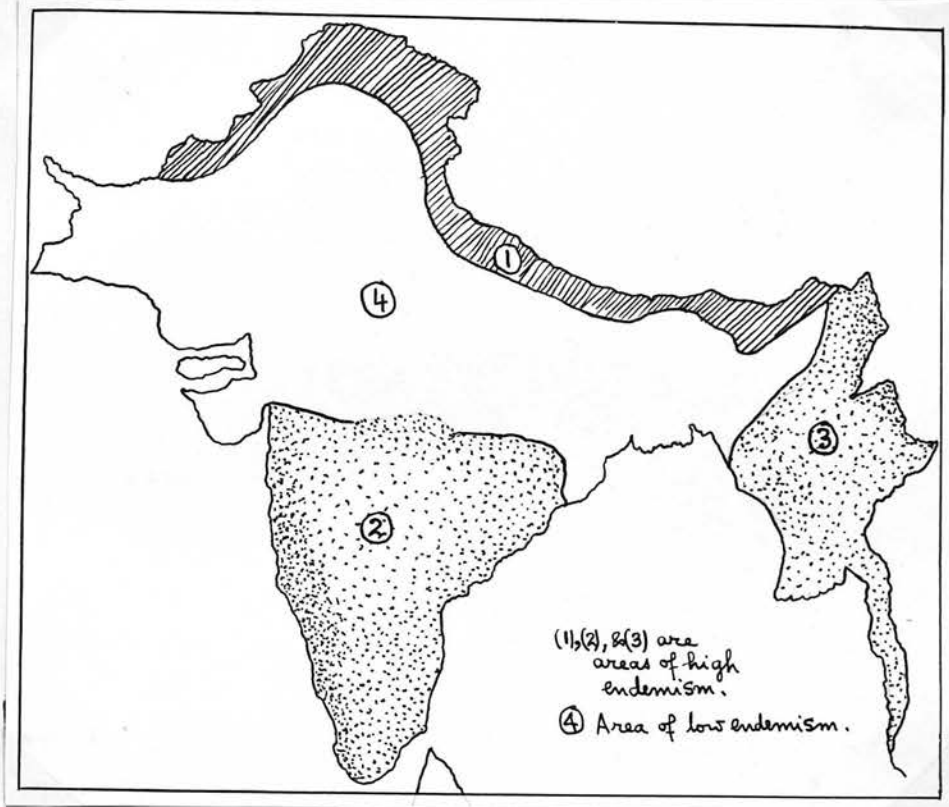 1
4
3
2
(1),(2), &(3) are
areas of high
endemism.
4 Area of low endemism.